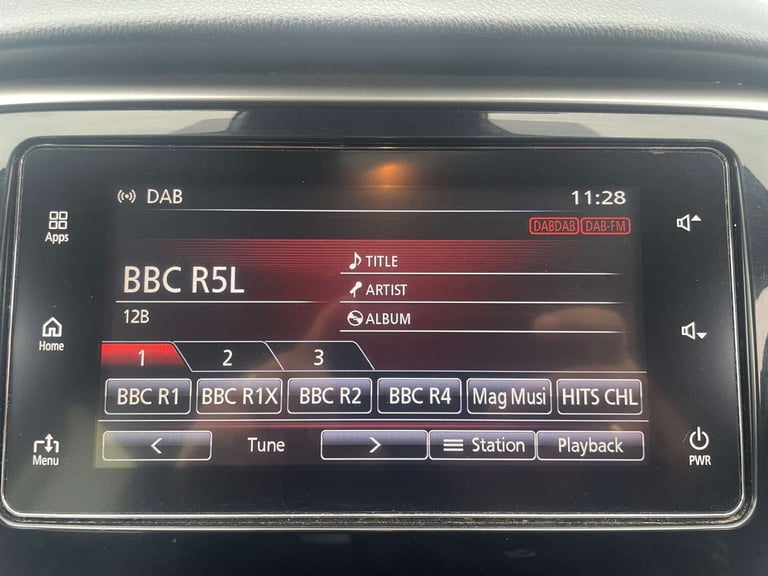 DAB 11:28
DABDAB DAB-FM
Apps
TITLE
BBC R5L
ARTIST
12B
ALBUM
Home
1 2 3
BBC R1 BBC R1X BBC R2 BBC R4 Mag Musi HITS CHL
< Tune > Station Playback
Menu
PWR